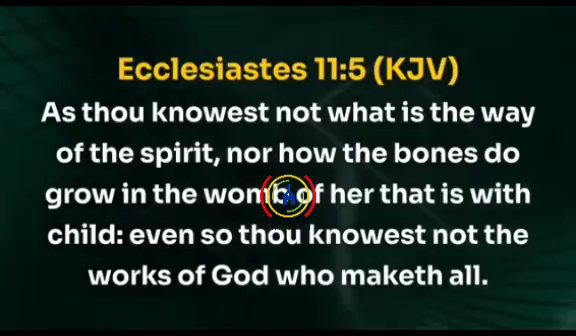 Ecclesiastes 11:5 (KJV)
As thou knowest not what is the way
of the spirit, nor how the bones do
grow in the womb of her that is with
child: even so thou knowest not the
works of God who maketh all.